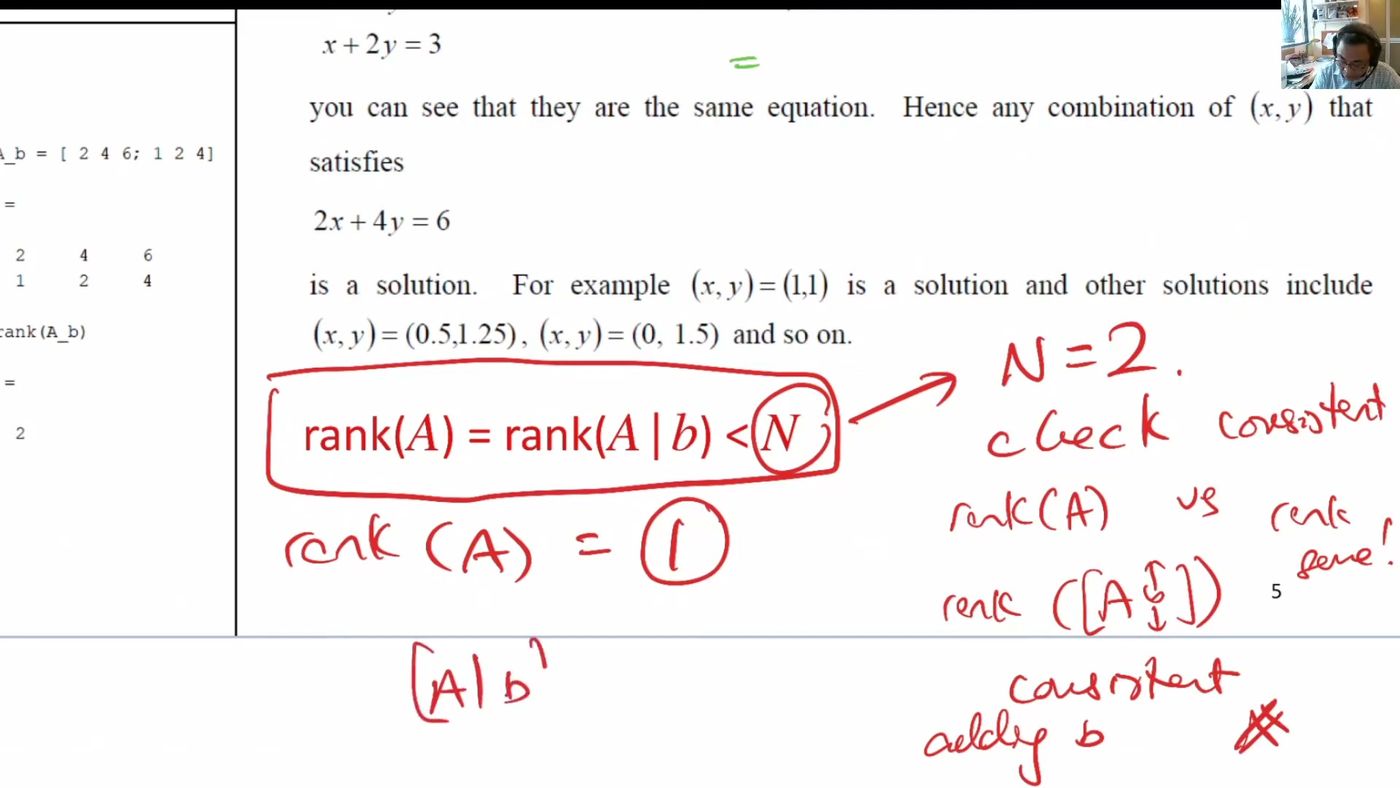 x + 2y = 3
=
you can see that they are the same equation. Hence any combination of (x, y) that
satisfies
2x + 4y = 6
is a solution. For example (x, y) = (1,1) is a solution and other solutions include
(x, y) = (0.5,1.25), (x, y) = (0, 1.5) and so on.
A_b = [ 2 4 6; 1 2 4]
=
2 4 6
1 2 4
rank(A_b)
=
2
rank(A) = rank(A | b) < N
rank (A) = 1
[A | b]
N = 2.
check consistent
rank(A) vs rank
same!
rank ([A b])
5
consistent
adding b